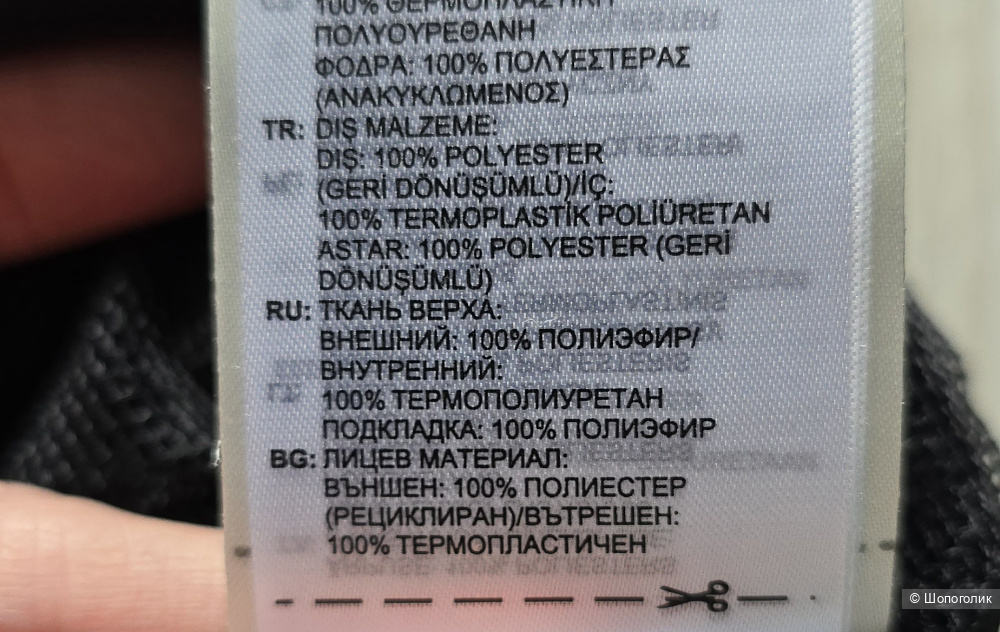 100% ΘΕΡΜΟΠΛΑΣΤΙΚΗ
ΠΟΛΥΟΥΡΕΘΑΝΗ
ΦΟΔΡΑ: 100% ΠΟΛΥΕΣΤΕΡΑΣ
(ΑΝΑΚΥΚΛΩΜΕΝΟΣ)
TR: DIŞ MALZEME:
DIŞ: 100% POLYESTER
(GERİ DÖNÜŞÜMLÜ)/İÇ:
100% TERMOPLASTİK POLİÜRETAN
ASTAR: 100% POLYESTER (GERİ
DÖNÜŞÜMLÜ)
RU: ТКАНЬ ВЕРХА:
ВНЕШНИЙ: 100% ПОЛИЭФИР/
ВНУТРЕННИЙ:
100% ТЕРМОПОЛИУРЕТАН
ПОДКЛАДКА: 100% ПОЛИЭФИР
BG: ЛИЦЕВ МАТЕРИАЛ:
ВЪНШЕН: 100% ПОЛИЕСТЕР
(РЕЦИКЛИРАН)/ВЪТРЕШЕН:
100% ТЕРМОПЛАСТИЧЕН
© Шопоголик